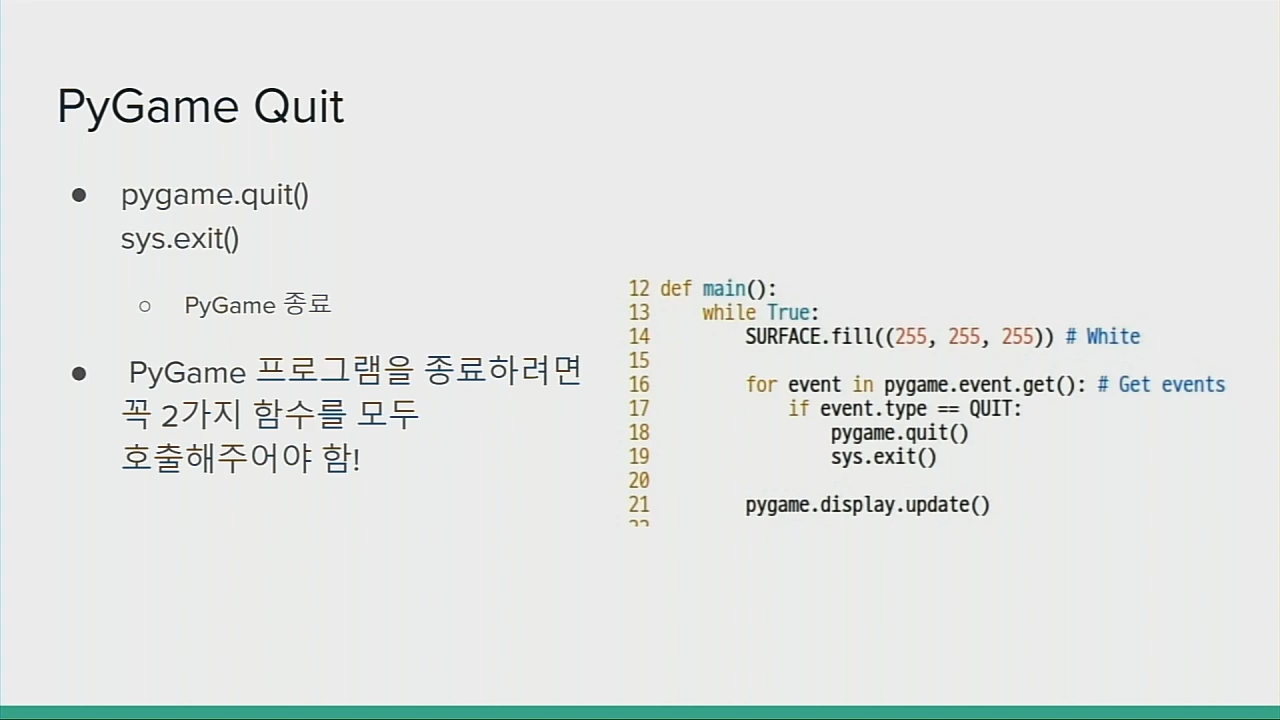 PyGame Quit
● pygame.quit()
sys.exit()
○ PyGame 종료
● PyGame 프로그램을 종료하려면
꼭 2가지 함수를 모두
호출해주어야 함!
12 def main():
13     while True:
14         SURFACE.fill((255, 255, 255)) # White
15
16         for event in pygame.event.get(): # Get events
17             if event.type == QUIT:
18                 pygame.quit()
19                 sys.exit()
20
21         pygame.display.update()